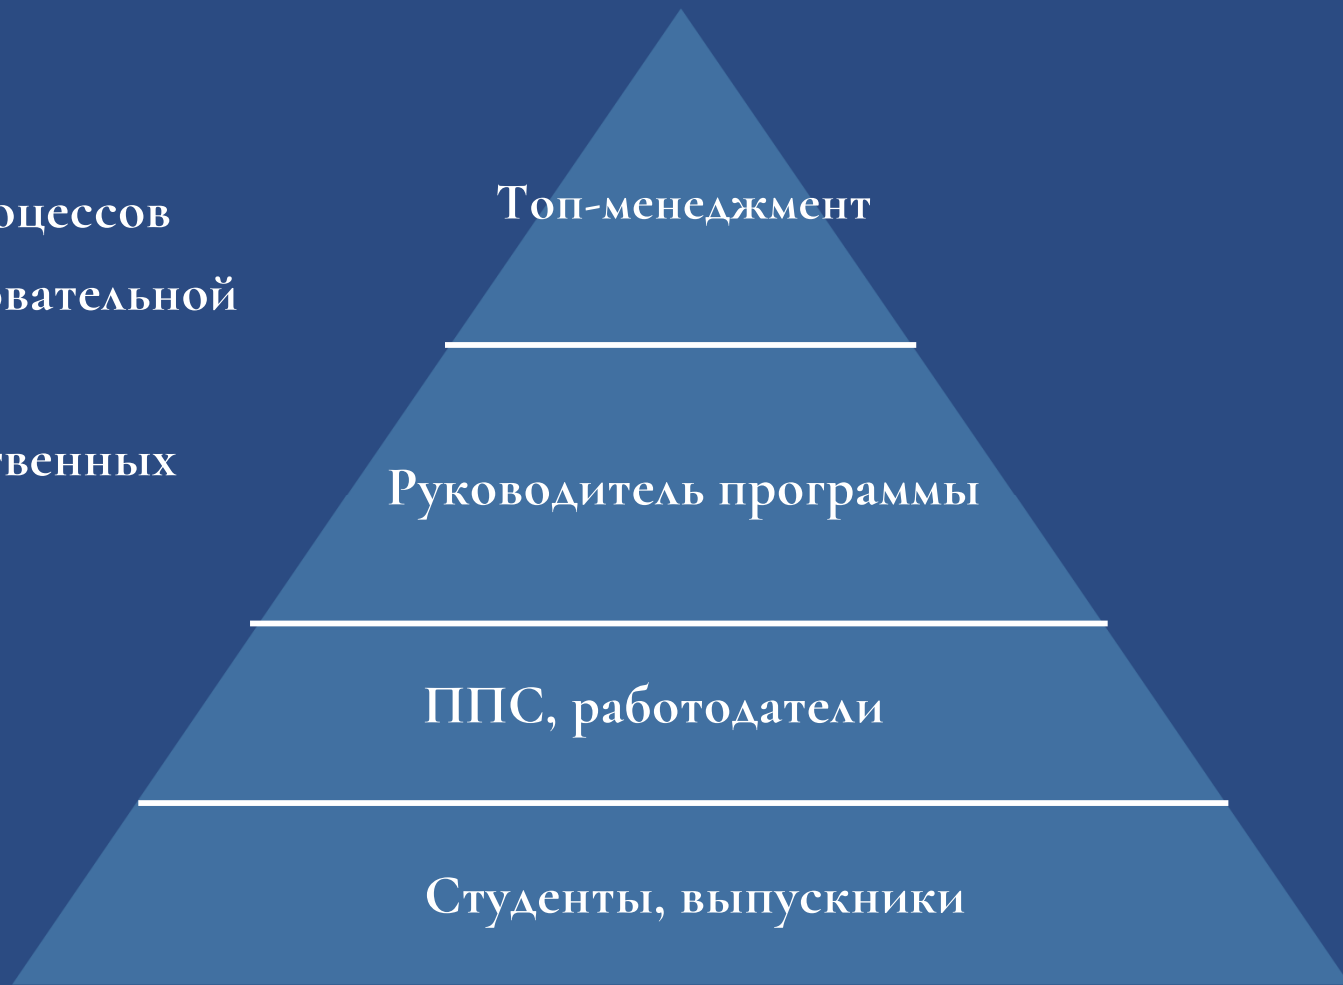 оцессов
овательной
твенных
Топ-менеджмент
Руководитель программы
ППС, работодатели
Студенты, выпускники